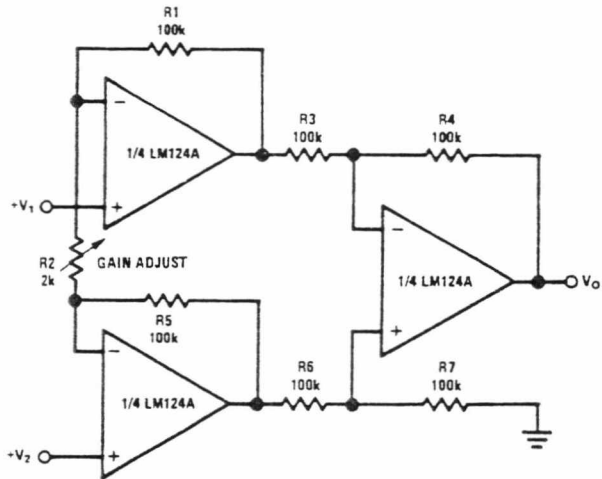 R1
100k
1/4 LM124A
+V1
R2
2k
GAIN ADJUST
R3
100k
R4
100k
1/4 LM124A
VO
R5
100k
1/4 LM124A
+V2
R6
100k
R7
100k
−
+
−
+
−
+